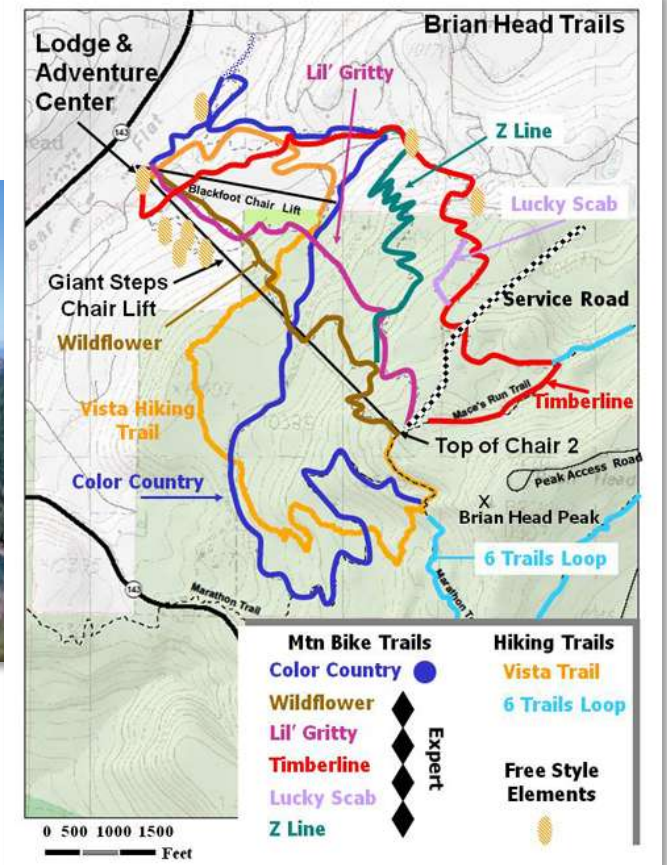 Brian Head Trails
Lodge &
Adventure
Center
Lil' Gritty
Z Line
143
Flat
Blackfoot Chair Lift
Lucky Scab
Giant Steps
Chair Lift
Service Road
Wildflower
Mace's Run Trail
Timberline
Vista Hiking
Trail
Top of Chair 2
Color Country
Peak Access Road
X
Brian Head Peak
6 Trails Loop
143
Marathon Trail
Marathon T
Mtn Bike Trails
Hiking Trails
Color Country
Vista Trail
Wildflower
6 Trails Loop
Lil' Gritty
Expert
Timberline
Free Style
Elements
Lucky Scab
Z Line
0 500 1000 1500
Feet